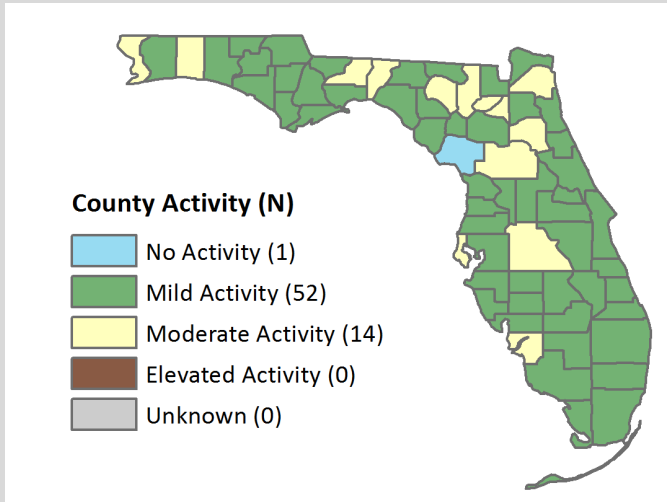 County Activity (N)
No Activity (1)
Mild Activity (52)
Moderate Activity (14)
Elevated Activity (0)
Unknown (0)